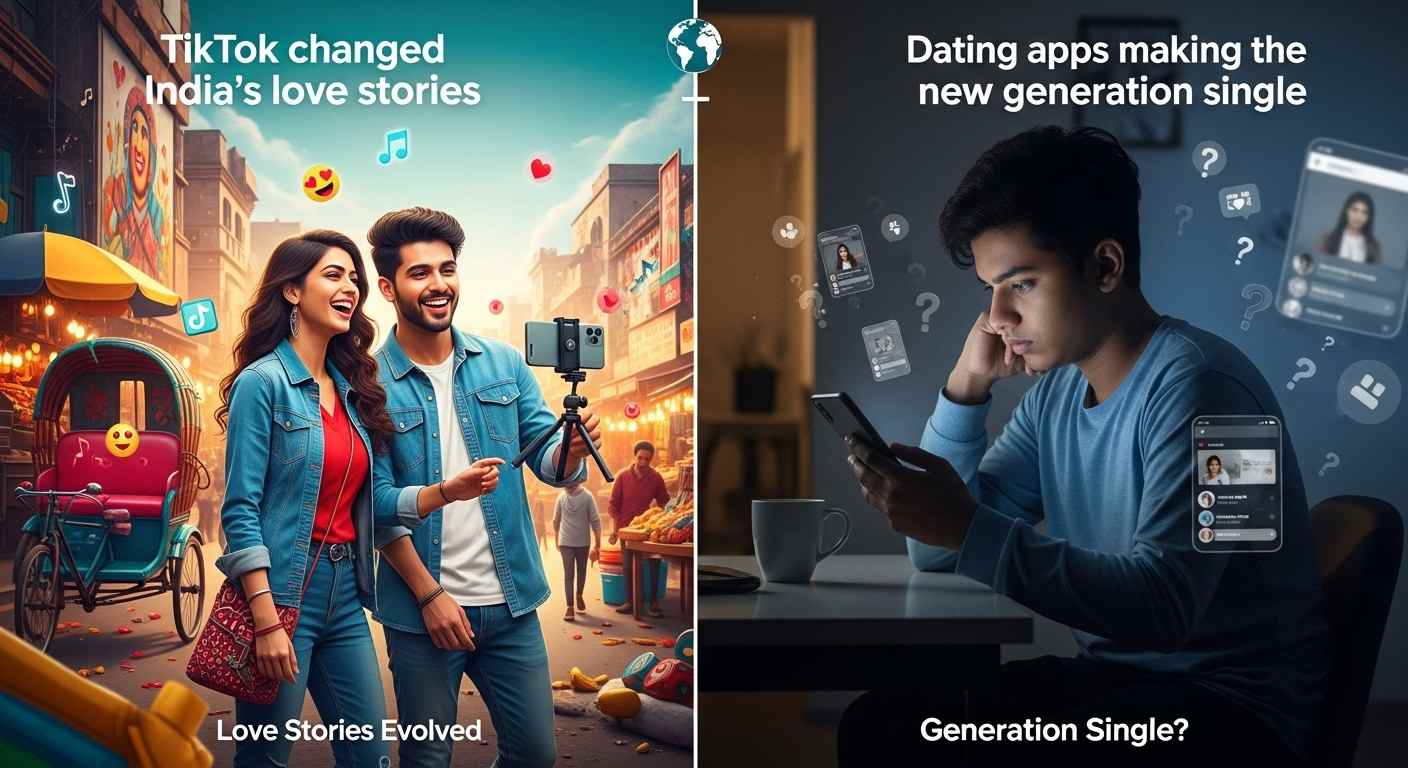 TikTok changed
India's love stories
Dating apps making the
new generation single
Love Stories Evolved
Generation Single?